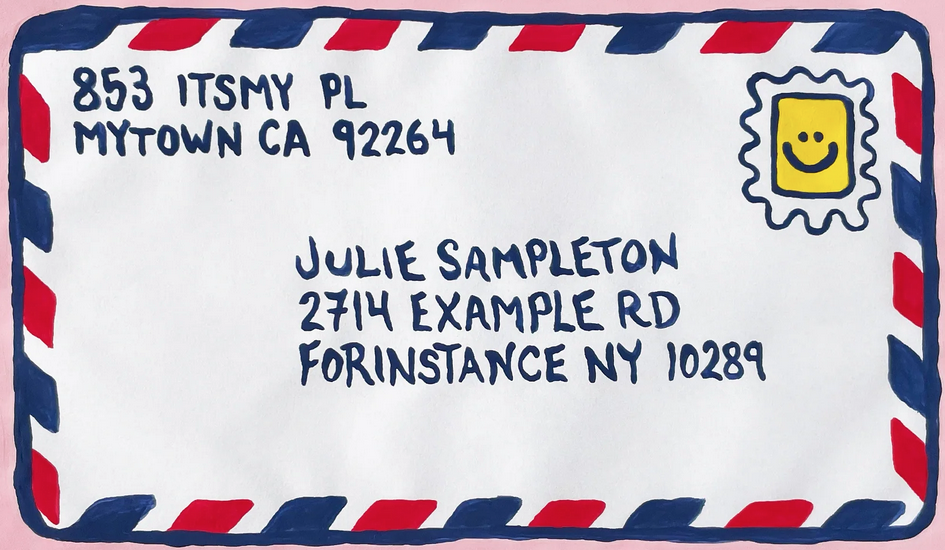 853 ITSMY PL
MYTOWN CA 92264
JULIE SAMPLETON
2714 EXAMPLE RD
FORINSTANCE NY 10289